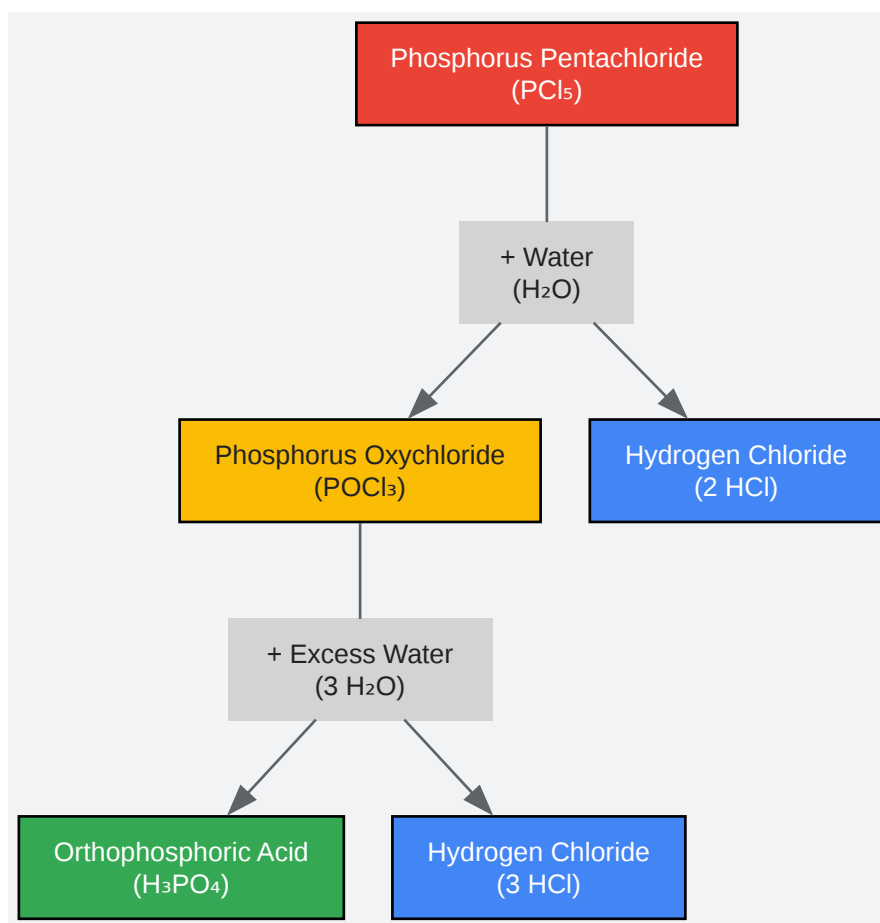 Phosphorus Pentachloride
(PCl₅)
+ Water
(H₂O)
Phosphorus Oxychloride
(POCl₃)
Hydrogen Chloride
(2 HCl)
+ Excess Water
(3 H₂O)
Orthophosphoric Acid
(H₃PO₄)
Hydrogen Chloride
(3 HCl)